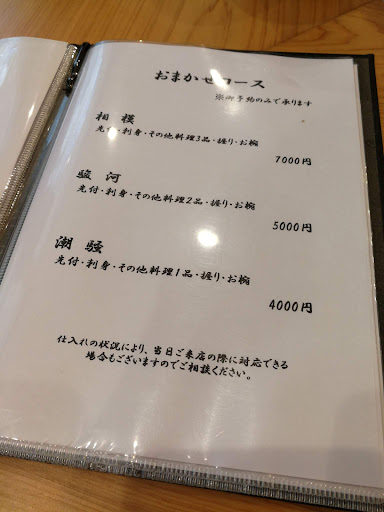 おまかせコース
※御予約のみで承ります
相 模
先付・刺身・その他料理3品・握り・お椀
7000円
駿 河
先付・刺身・その他料理2品・握り・お椀
5000円
潮 騒
先付・刺身・その他料理1品・握り・お椀
4000円
仕入れの状況により、当日ご来店の際に対応できる
場合もございますのでご相談ください。